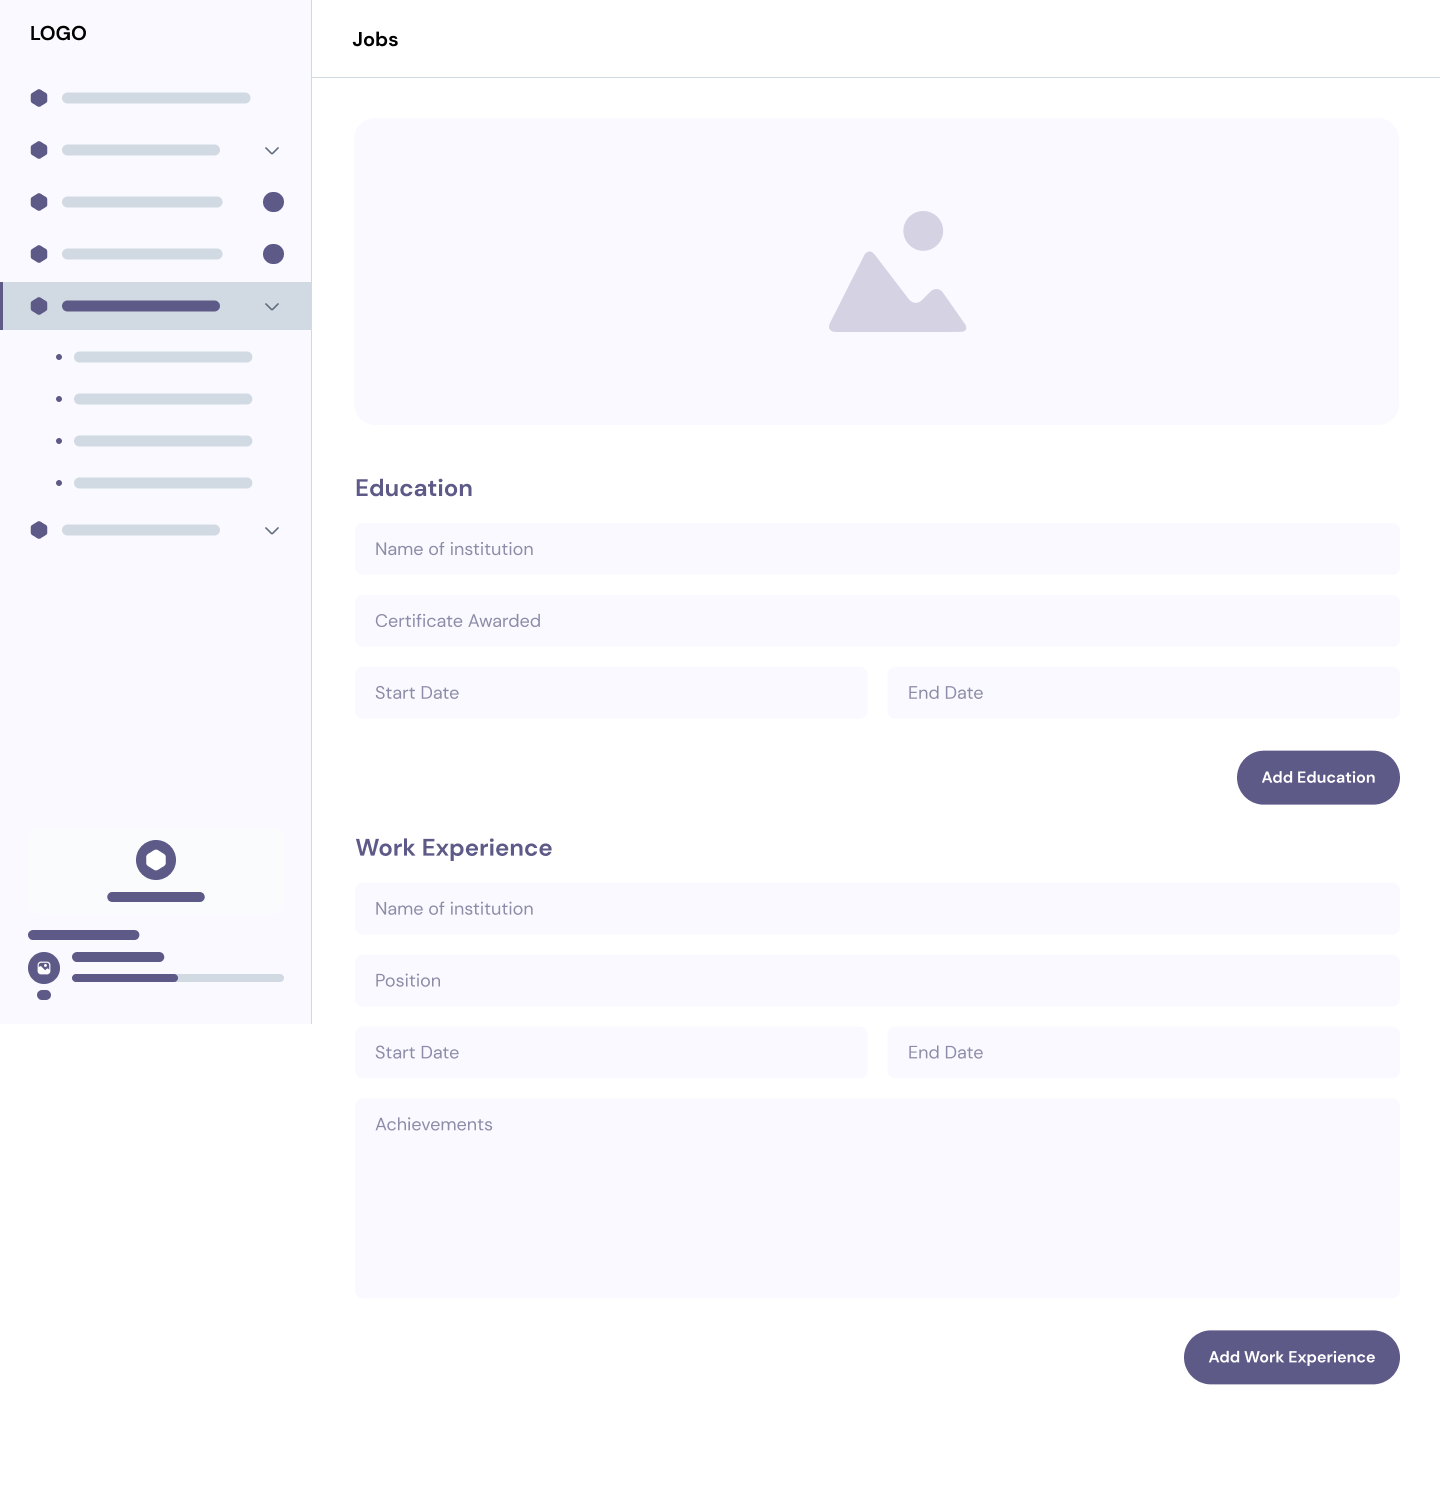 LOGO
Jobs
Education
Name of institution
Certificate Awarded
Start Date
End Date
Add Education
Work Experience
Name of institution
Position
Start Date
End Date
Achievements
Add Work Experience